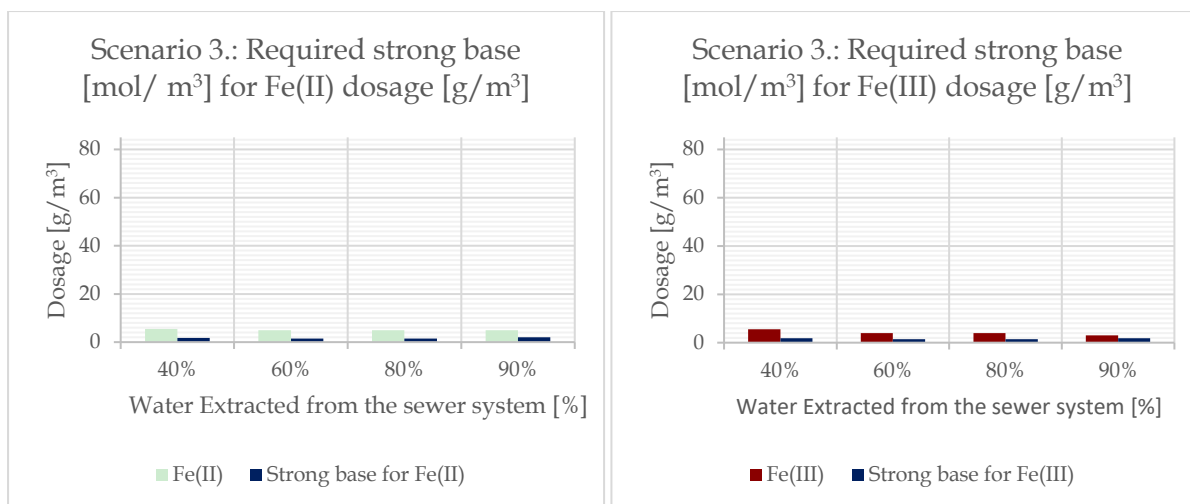 Scenario 3.: Required strong base
[mol/ m³] for Fe(II) dosage [g/m³]
Dosage [g/m³]
80
60
40
20
0
40% 60% 80% 90%
Water Extracted from the sewer system [%]
Fe(II) Strong base for Fe(II)
Scenario 3.: Required strong base
[mol/m³] for Fe(III) dosage [g/m³]
Dosage [g/m³]
80
60
40
20
0
40% 60% 80% 90%
Water Extracted from the sewer system [%]
Fe(III) Strong base for Fe(III)